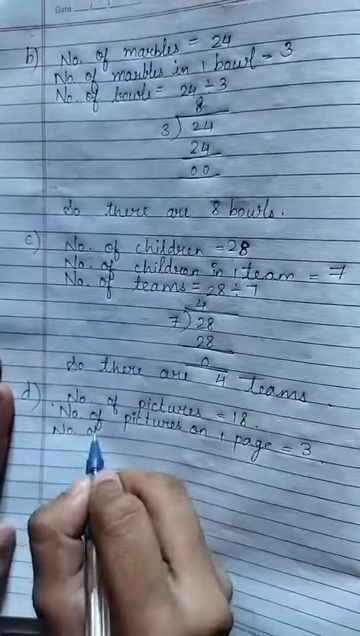 Date
b) No. of marbles = 24
No. of marbles in 1 bowl = 3
No. of bowls = 24 ÷ 3
8
3) 24
24
00
So there are 8 bowls.
c) No. of children = 28
No. of children in 1 team = 7
No. of teams = 28 ÷ 7
4
7) 28
28
0
So there are 4 teams
d) No. of pictures = 18.
No. of pictures on 1 page = 3.
No. of